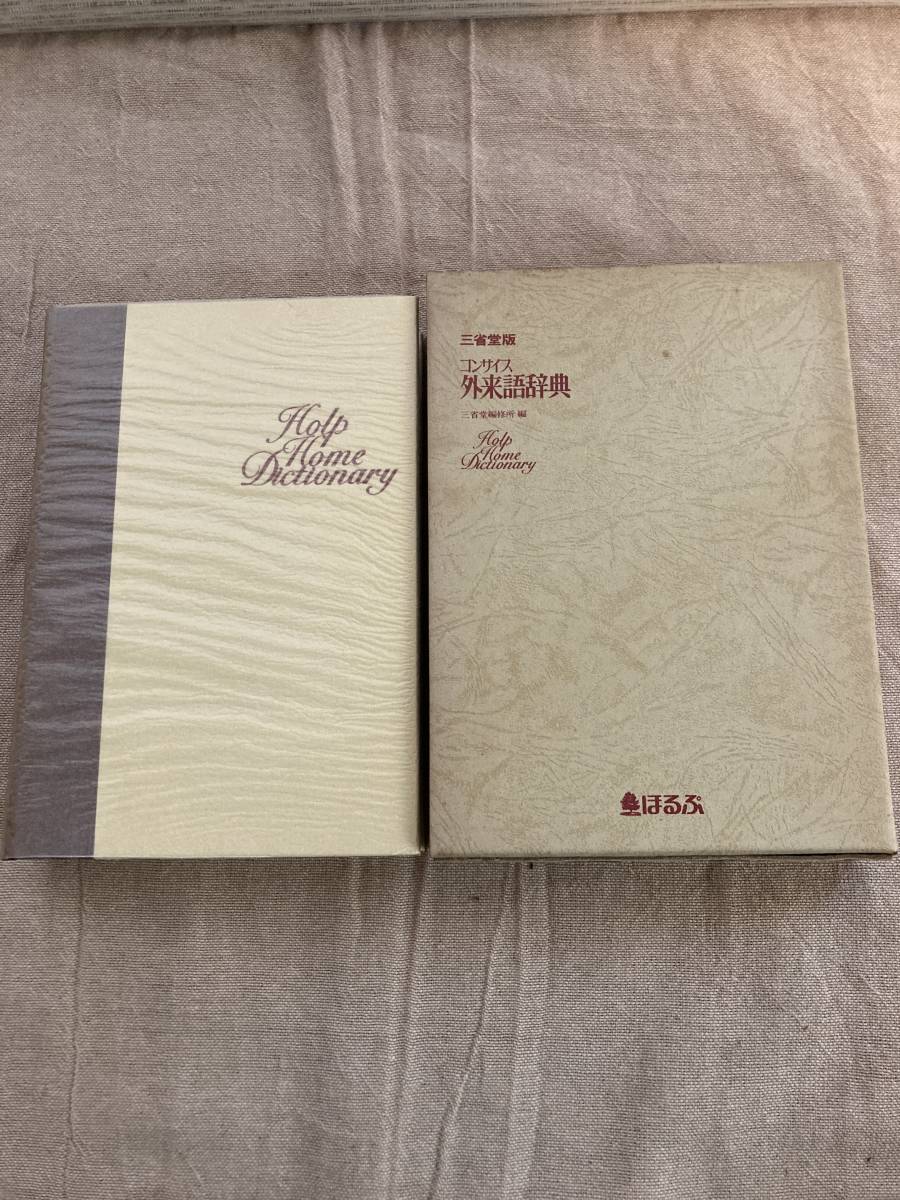 Holp
Home
Dictionary
三省堂版
コンサイス
外来語辞典
三省堂編修所 編
Holp
Home
Dictionary
ほるぷ